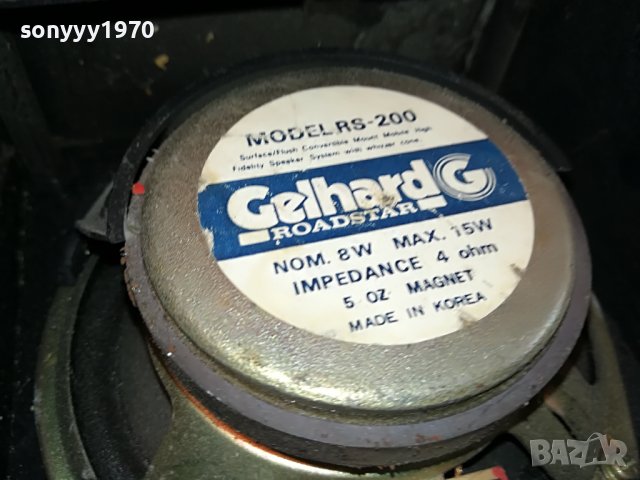 sonyyy1970
MODEL RS-200
Surface/Flush Convertible Mount Mobile High
Fidelity Speaker System with whizer cone.
Gelhard G
ROADSTAR
NOM. 8W MAX. 15W
IMPEDANCE 4 ohm
5 OZ. MAGNET
MADE IN KOREA
BAZAR